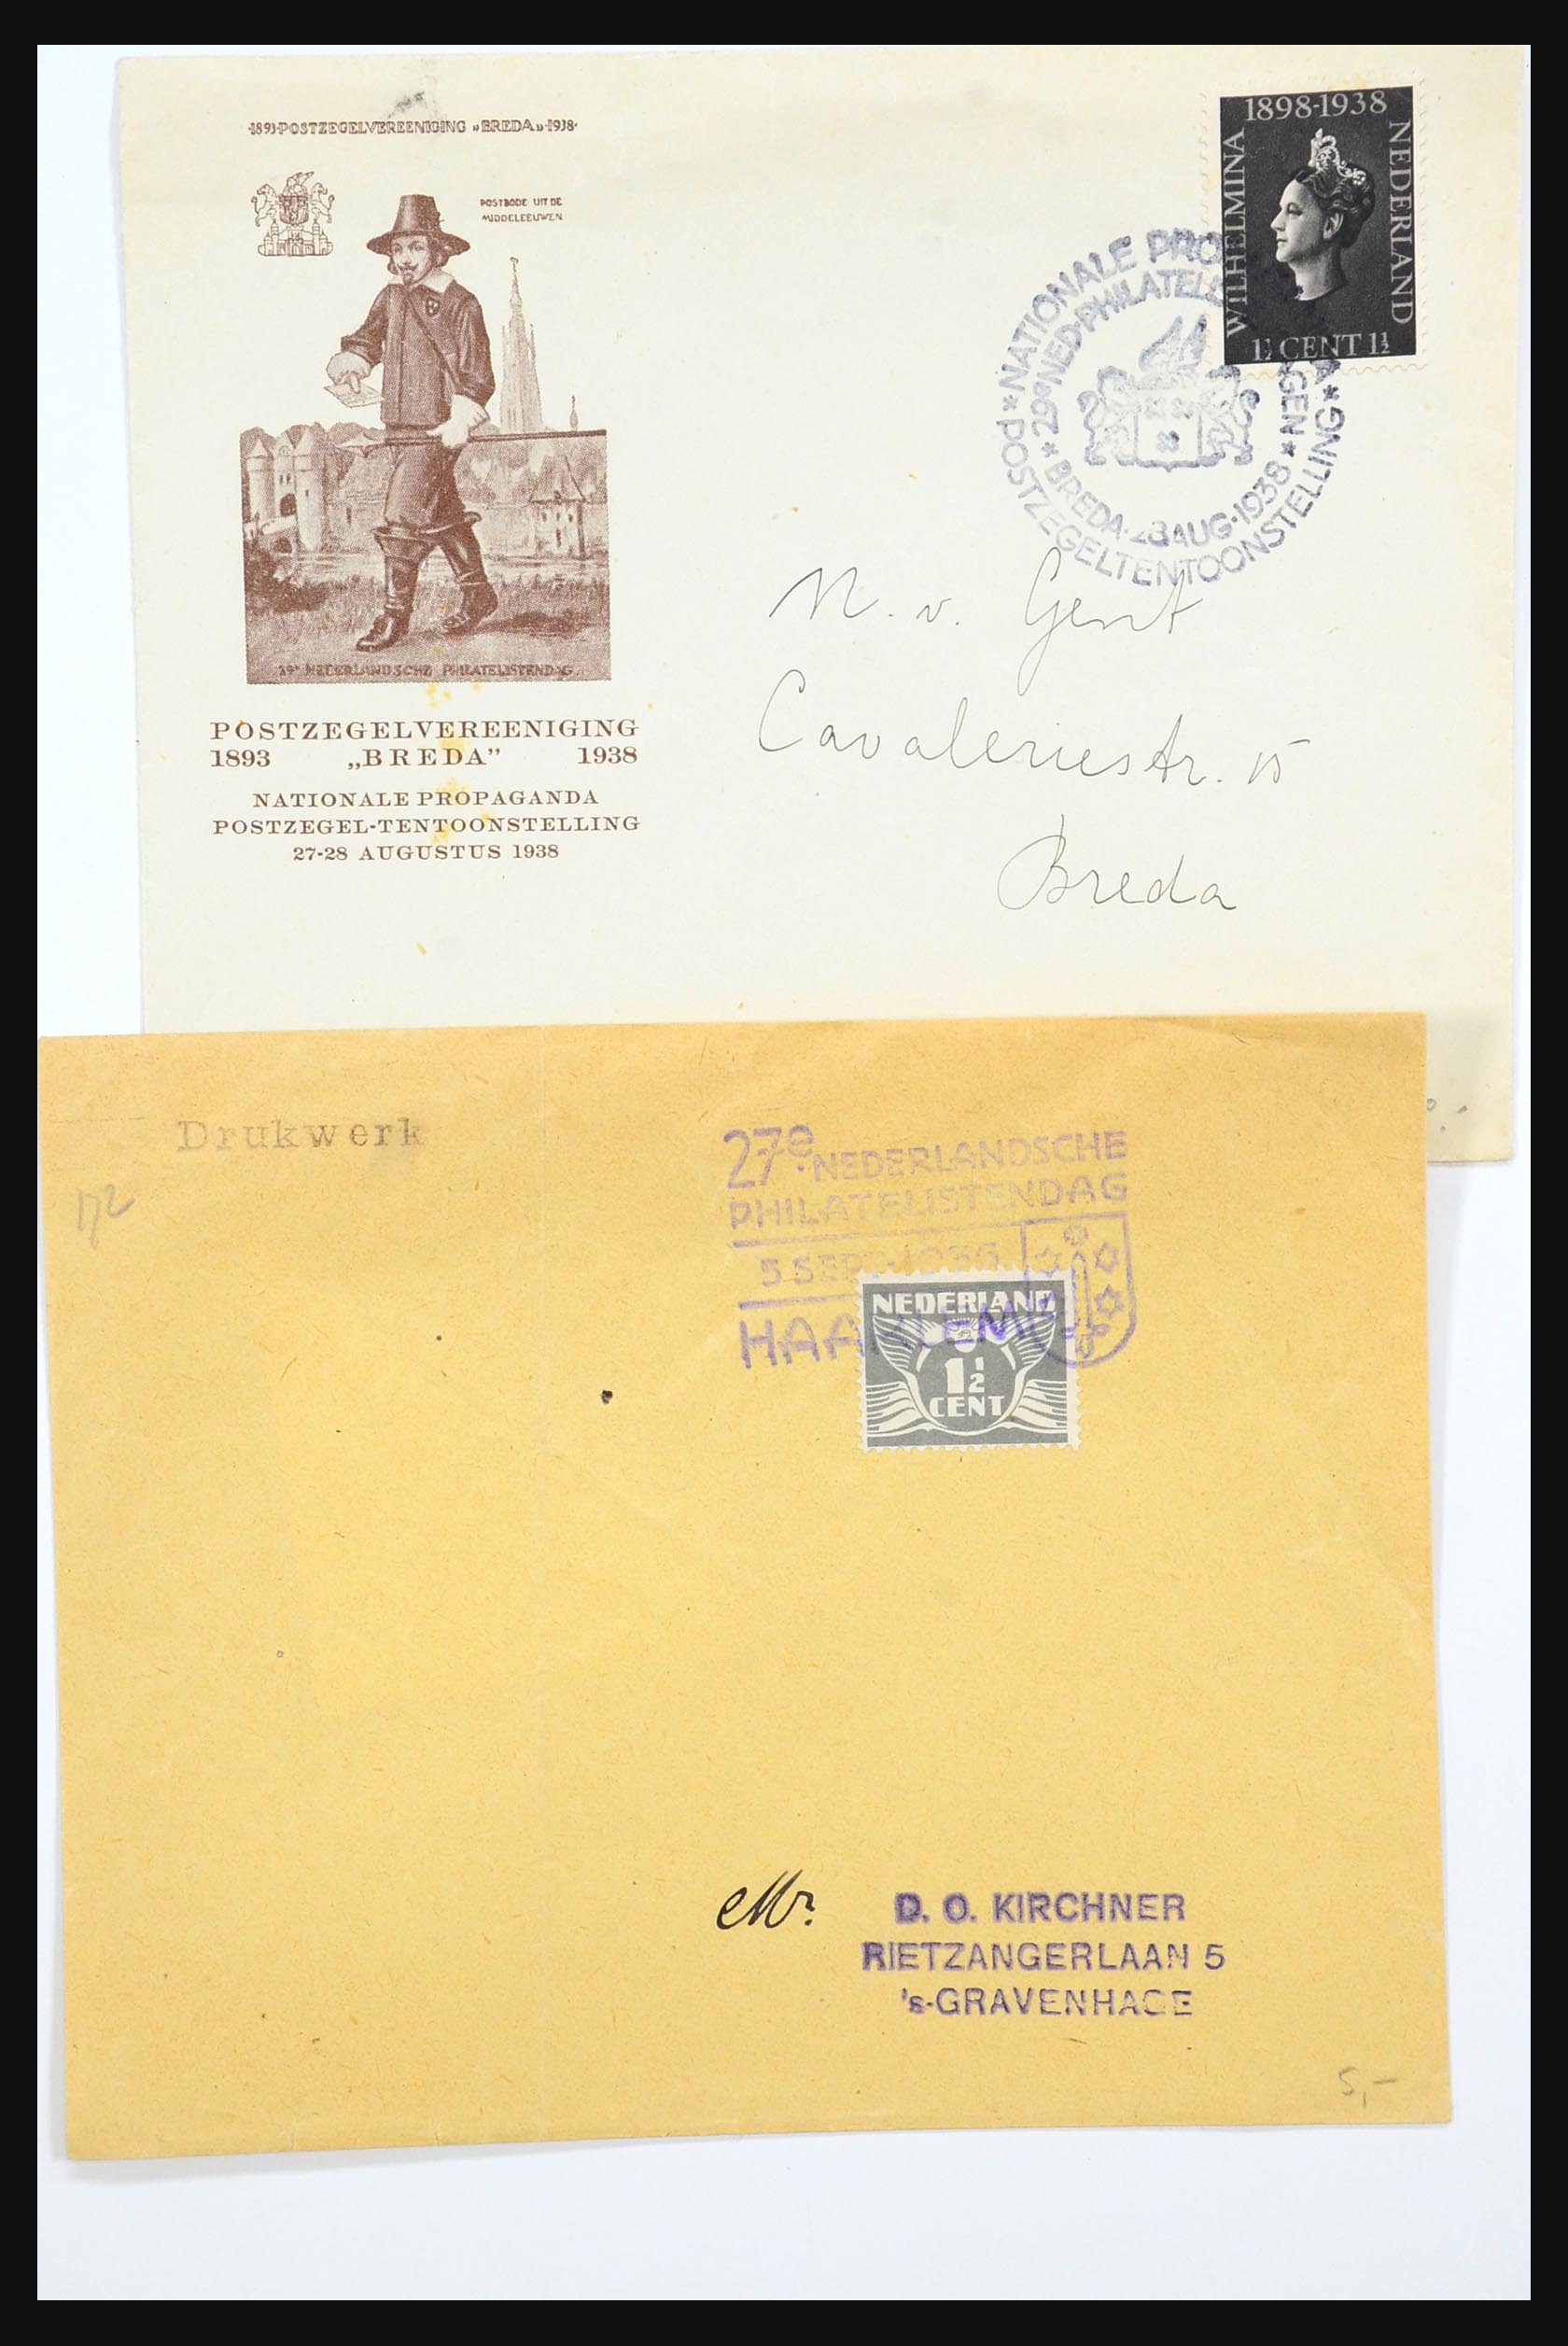 ·1893·POSTZEGELVEREENIGING „BREDA„·1938·
POSTBODE UIT DE
MIDDELEEUWEN
29e NEDERLANDSCHE PHILATELISTENDAG.
POSTZEGELVEREENIGING
1893 „BREDA” 1938
NATIONALE PROPAGANDA
POSTZEGEL-TENTOONSTELLING
27-28 AUGUSTUS 1938
1898·1938
WILHELMINA
NEDERLAND
1½ CENT 1½
NATIONALE PRO
POSTZEGELTENTOONSTELLING
29e NED·PHILATELIS
BREDA·28AUG·1938
N. v. Gent
Cavaleriestr. 15
Breda
Drukwerk
172
27e NEDERLANDSCHE
PHILATELISTENDAG
5 SEPT·1936
HAARLEM
NEDERLAND
1½
CENT
Mr. D. O. KIRCHNER
RIETZANGERLAAN 5
's-GRAVENHAGE
5,-